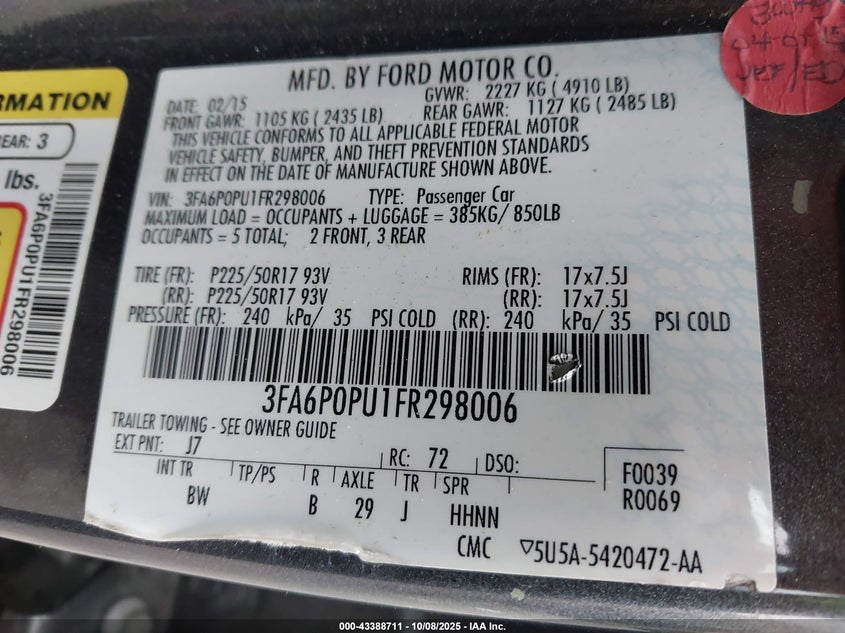 MFD. BY FORD MOTOR CO.
DATE: 02/15
GVWR: 2227 KG ( 4910 LB)
FRONT GAWR: 1105 KG ( 2435 LB)
REAR GAWR: 1127 KG ( 2485 LB)
THIS VEHICLE CONFORMS TO ALL APPLICABLE FEDERAL MOTOR
VEHICLE SAFETY, BUMPER, AND THEFT PREVENTION STANDARDS
IN EFFECT ON THE DATE OF MANUFACTURE SHOWN ABOVE.
VIN: 3FA6P0PU1FR298006 TYPE: Passenger Car
MAXIMUM LOAD = OCCUPANTS + LUGGAGE = 385KG/ 850LB
OCCUPANTS = 5 TOTAL; 2 FRONT, 3 REAR
TIRE (FR): P225/50R17 93V RIMS (FR): 17x7.5J
(RR): P225/50R17 93V (RR): 17x7.5J
PRESSURE (FR): 240 kPa/ 35 PSI COLD (RR): 240 kPa/ 35 PSI COLD
3FA6P0PU1FR298006
TRAILER TOWING - SEE OWNER GUIDE
EXT PNT: J7 RC: 72 DSO:
INT TR TP/PS R AXLE TR SPR
BW B 29 J HHNN
F0039
R0069
CMC ▽5U5A-5420472-AA
RMATION
REAR: 3
lbs.
3FA6P0PU1FR298006
000-43388711 - 10/08/2025 - IAA Inc.